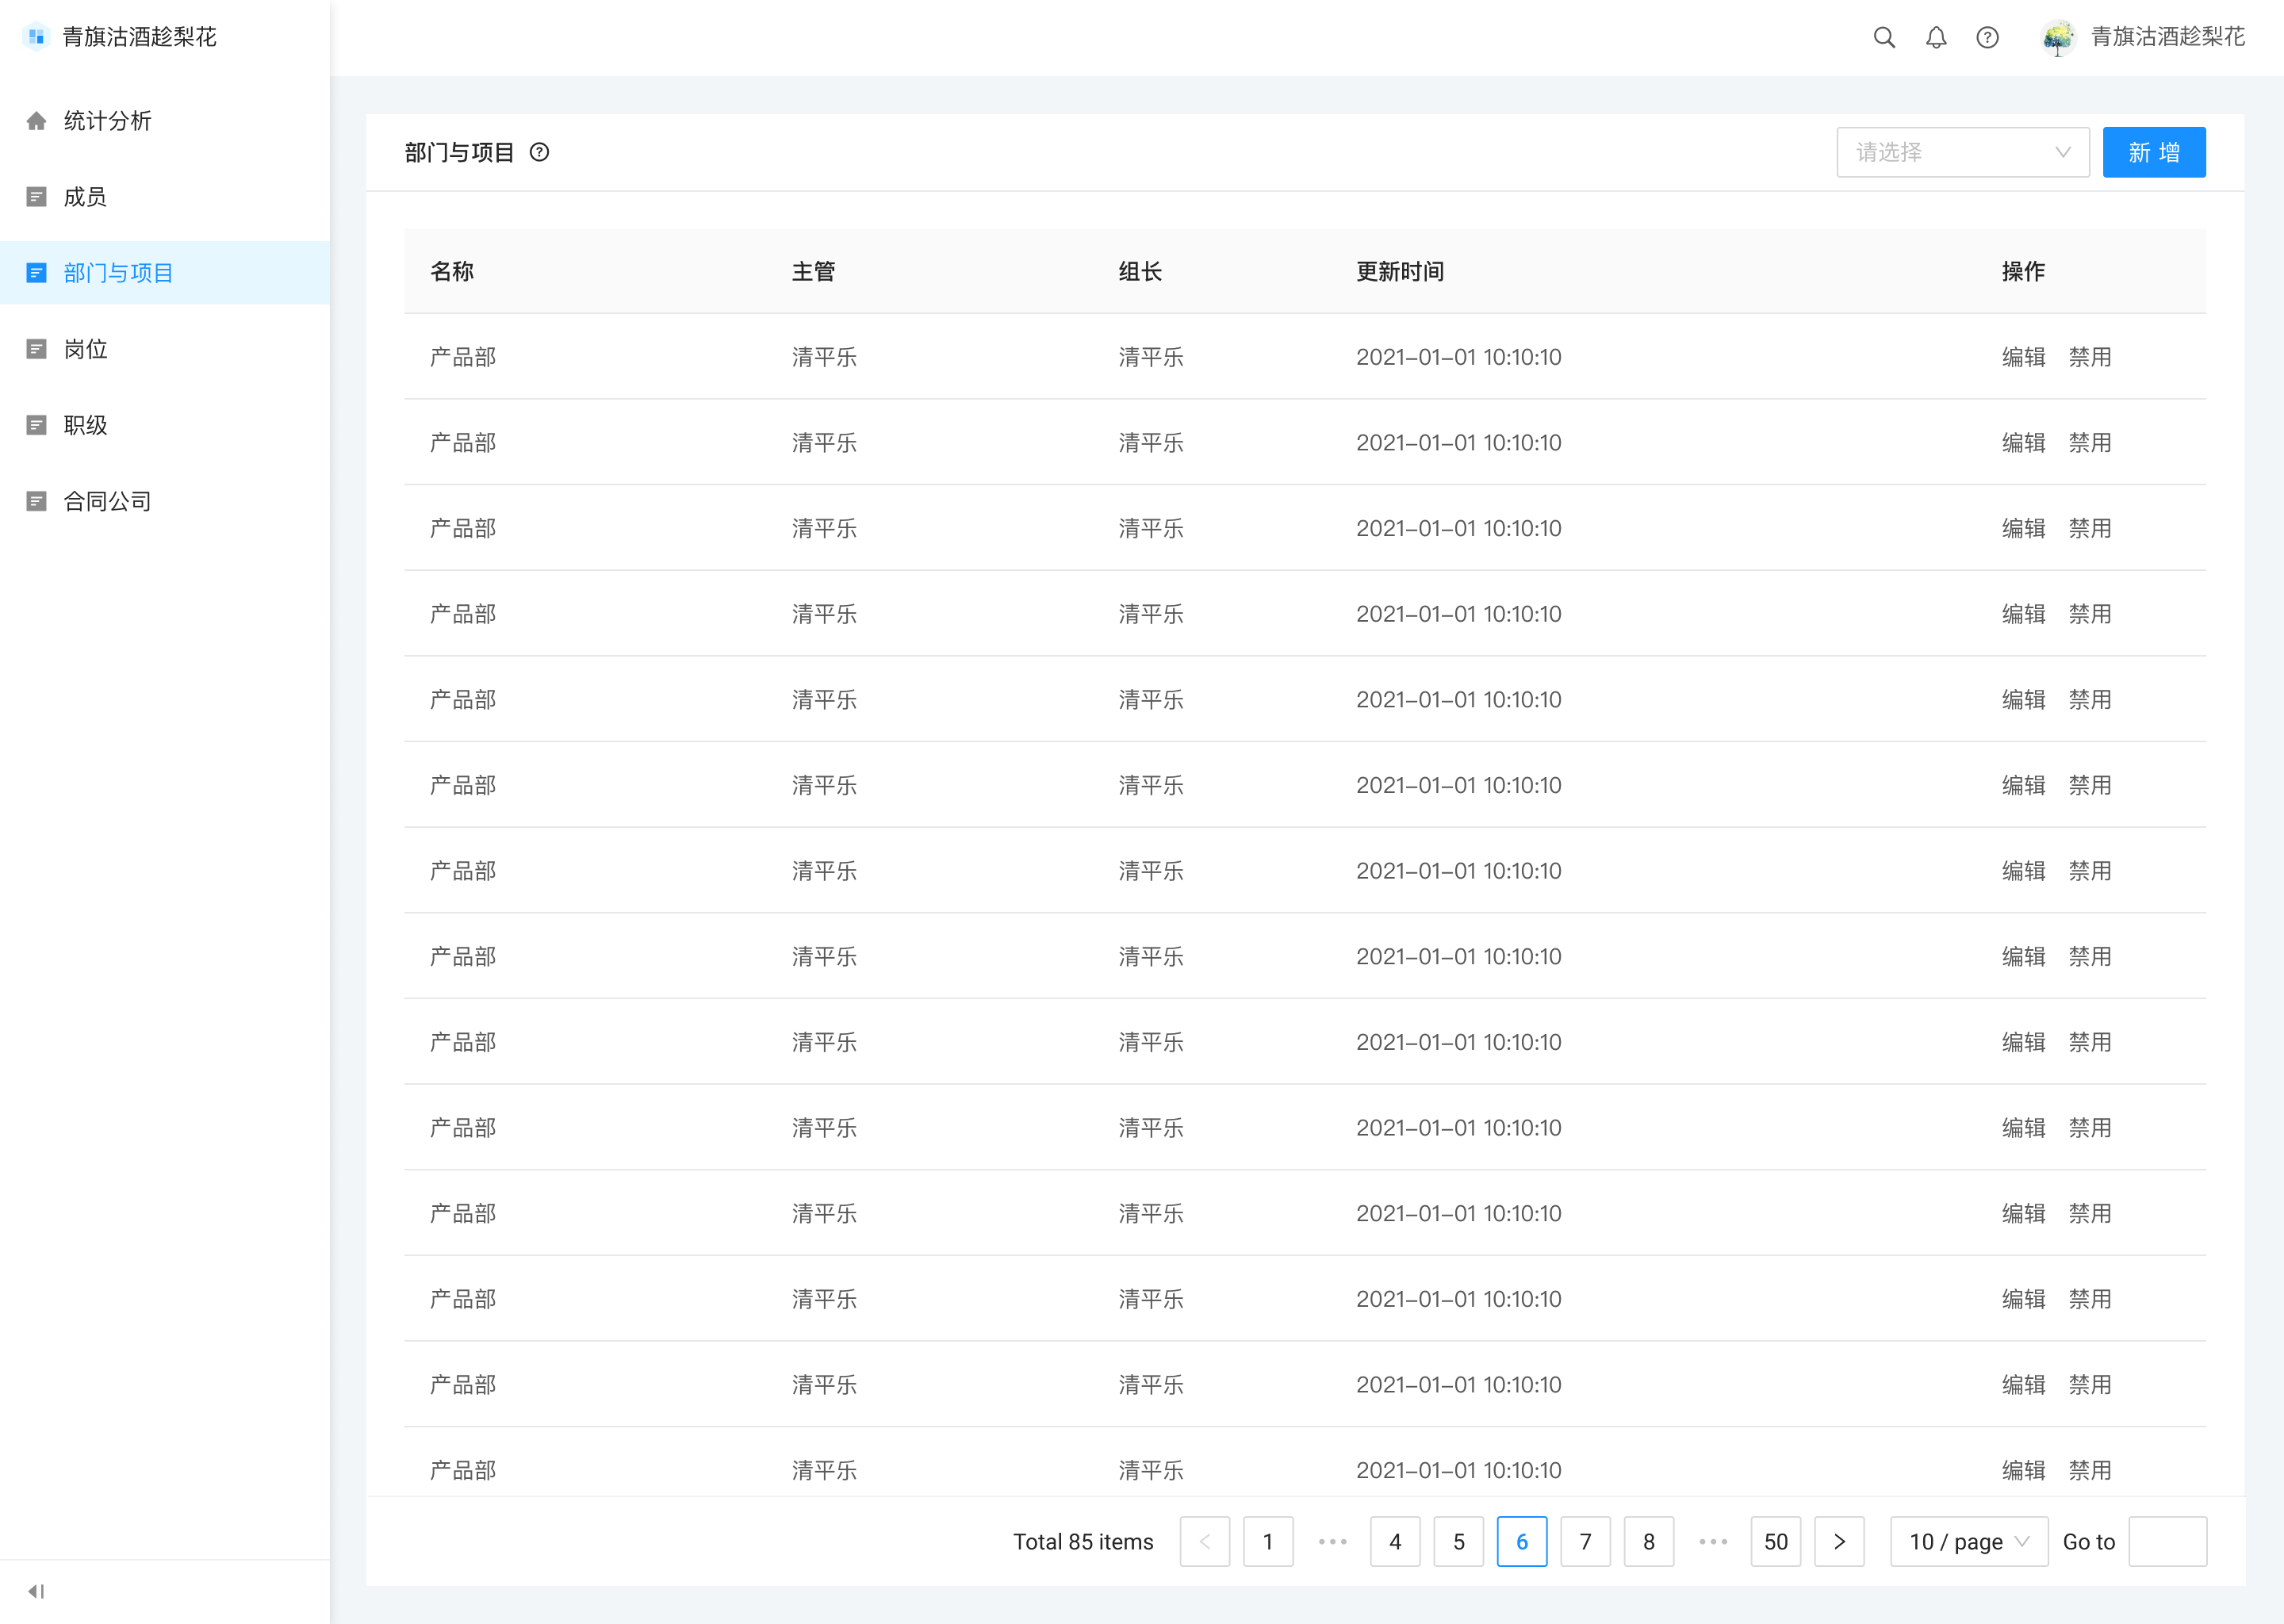 青旗沽酒趁梨花
青旗沽酒趁梨花
统计分析
成员
部门与项目
岗位
职级
合同公司
部门与项目
请选择
新 增
名称 主管 组长 更新时间 操作
产品部 清平乐 清平乐 2021-01-01 10:10:10 编辑 禁用
产品部 清平乐 清平乐 2021-01-01 10:10:10 编辑 禁用
产品部 清平乐 清平乐 2021-01-01 10:10:10 编辑 禁用
产品部 清平乐 清平乐 2021-01-01 10:10:10 编辑 禁用
产品部 清平乐 清平乐 2021-01-01 10:10:10 编辑 禁用
产品部 清平乐 清平乐 2021-01-01 10:10:10 编辑 禁用
产品部 清平乐 清平乐 2021-01-01 10:10:10 编辑 禁用
产品部 清平乐 清平乐 2021-01-01 10:10:10 编辑 禁用
产品部 清平乐 清平乐 2021-01-01 10:10:10 编辑 禁用
产品部 清平乐 清平乐 2021-01-01 10:10:10 编辑 禁用
产品部 清平乐 清平乐 2021-01-01 10:10:10 编辑 禁用
产品部 清平乐 清平乐 2021-01-01 10:10:10 编辑 禁用
产品部 清平乐 清平乐 2021-01-01 10:10:10 编辑 禁用
产品部 清平乐 清平乐 2021-01-01 10:10:10 编辑 禁用
Total 85 items < 1 ••• 4 5 6 7 8 ••• 50 > 10 / page Go to